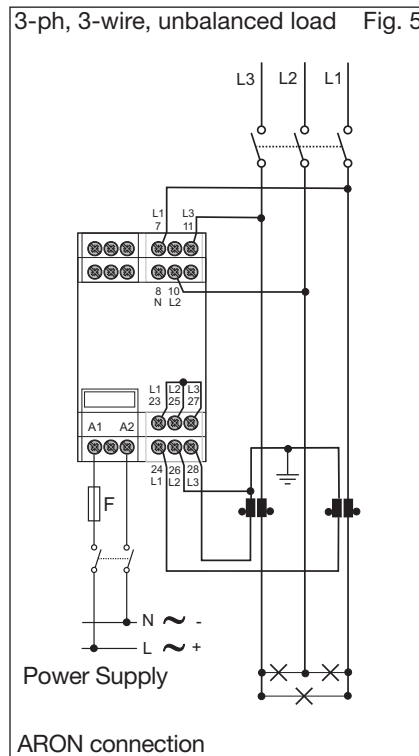 3-ph, 3-wire, unbalanced load Fig. 5
L3 L2 L1
L1 L3
7 11
8 10
N L2
L1 L2 L3
23 25 27
A1 A2
24 26 28
L1 L2 L3
F
N ~ -
L ~ +
Power Supply
ARON connection